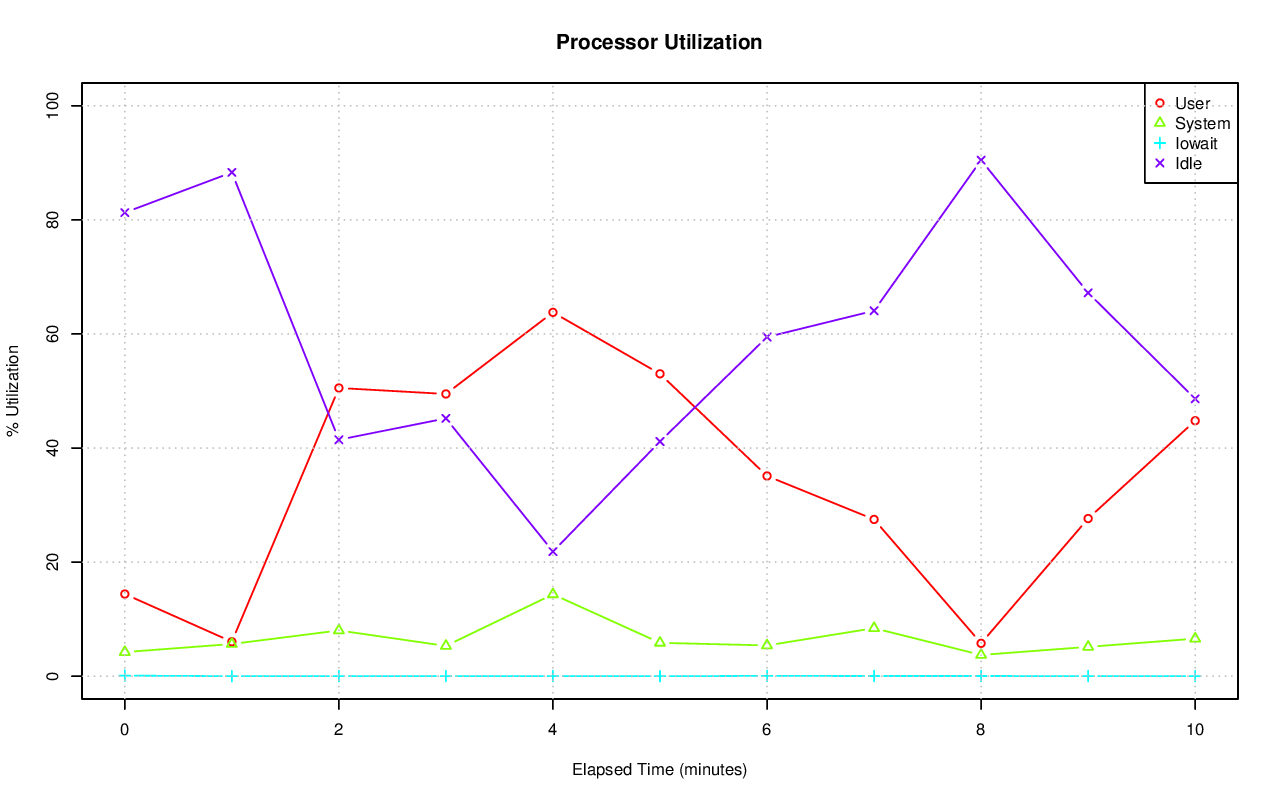 Processor Utilization
% Utilization
100
80
60
40
20
0
User
System
Iowait
Idle
0 2 4 6 8 10
Elapsed Time (minutes)